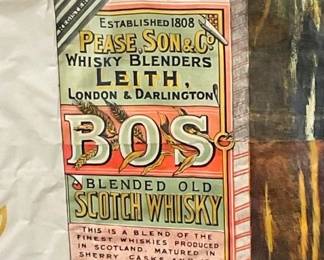 ESTABLISHED 1808
PEASE, SON & Co.
WHISKY BLENDERS
LEITH,
LONDON & DARLINGTON
B.O.S.
BLENDED OLD
SCOTCH WHISKY
THIS IS A BLEND OF THE
FINEST WHISKIES PRODUCED
IN SCOTLAND. MATURED IN
SHERRY CASKS